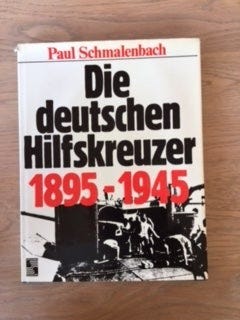 Paul Schmalenbach
Die
deutschen
Hilfskreuzer
1895-1945